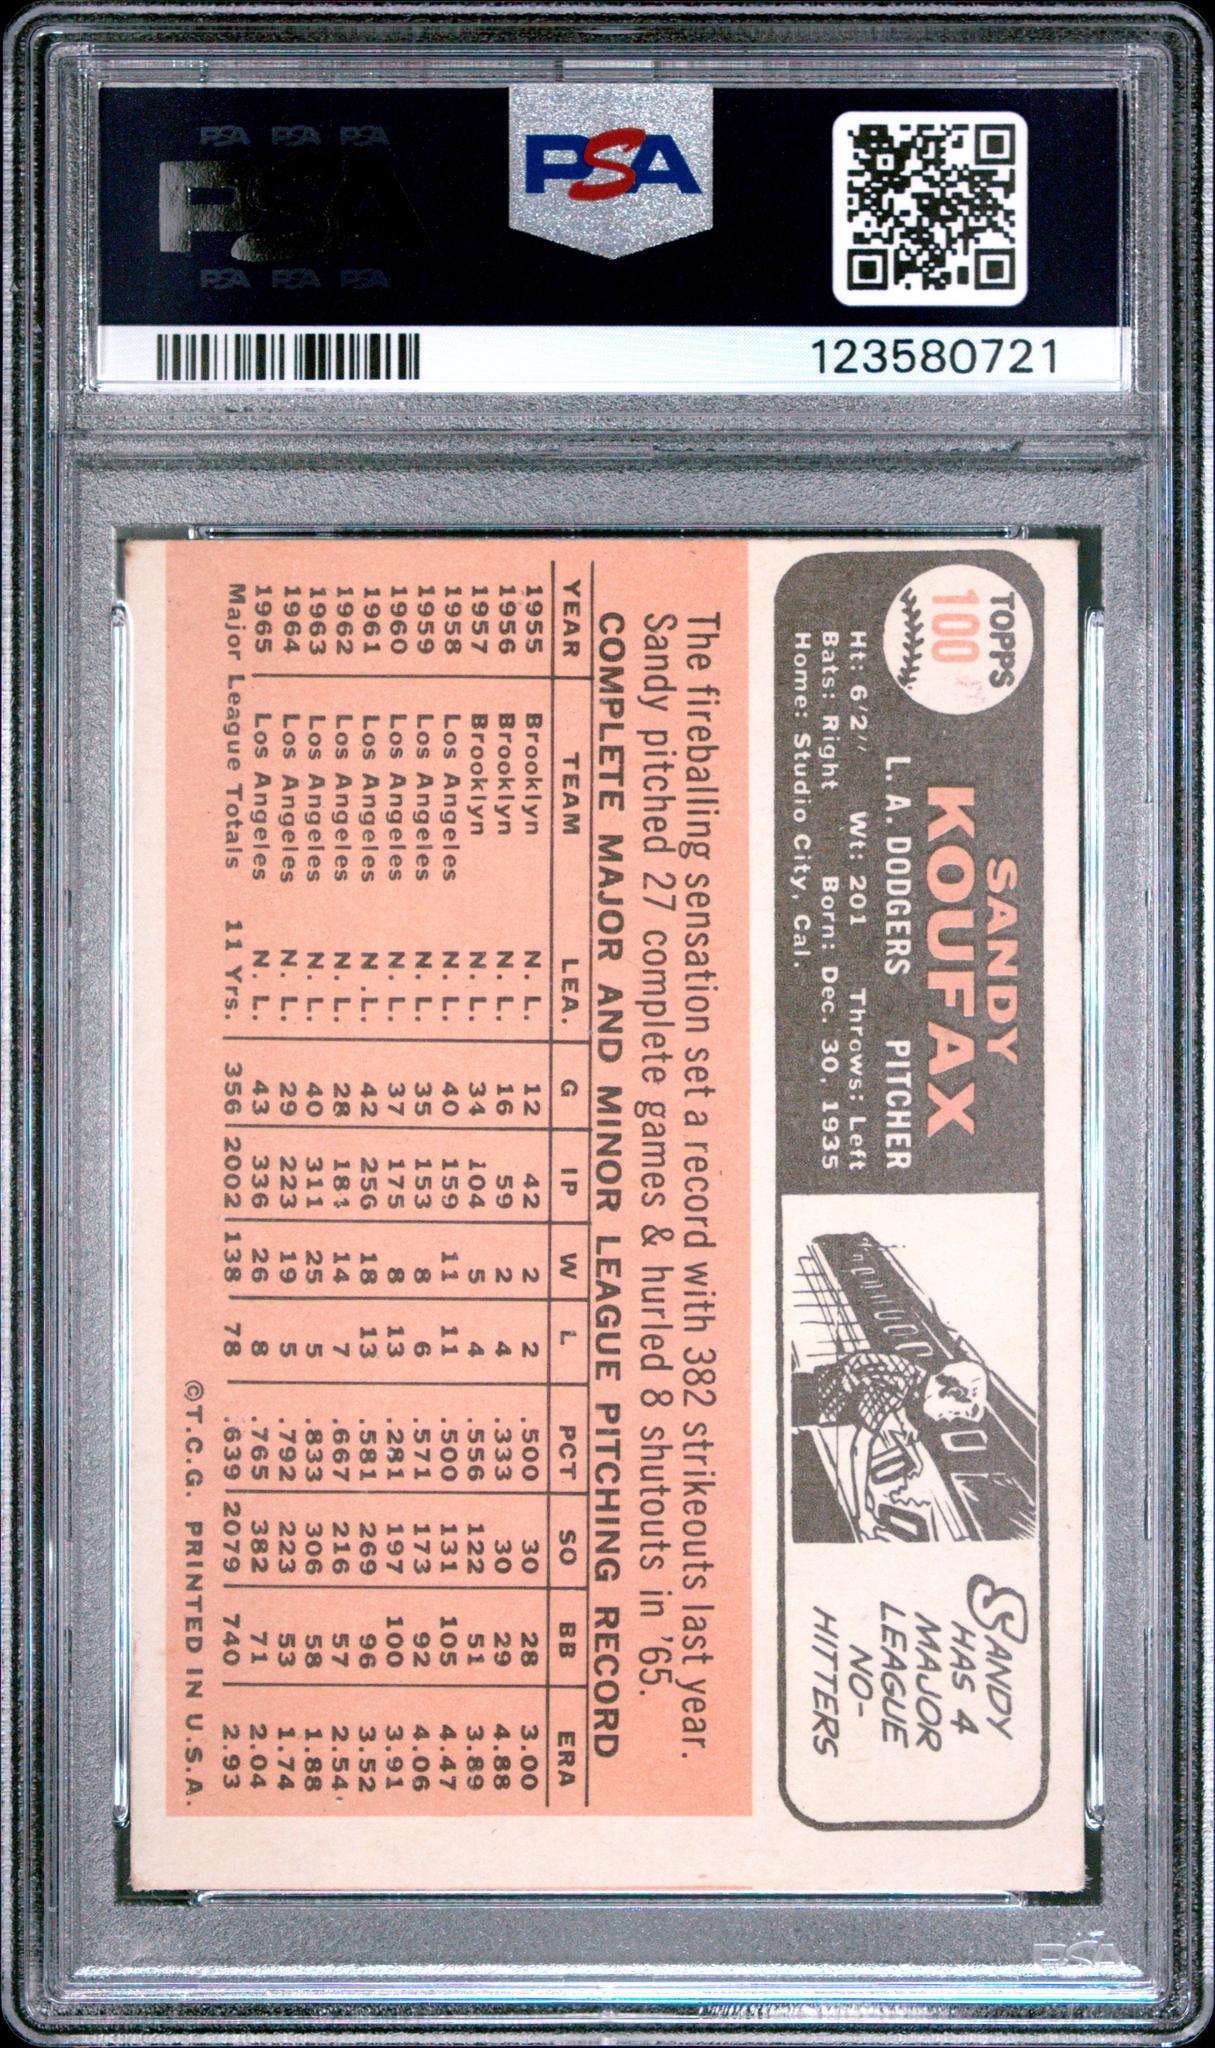 PSA PSA PSA
PSA
PSA PSA PSA
PSA
123580721
TOPPS
100
SANDY
KOUFAX
L.A. DODGERS PITCHER
Ht: 6'2" Wt: 201 Throws: Left
Bats: Right Born: Dec. 30, 1935
Home: Studio City, Cal.
SANDY
HAS 4
MAJOR
LEAGUE
NO-
HITTERS
The fireballing sensation set a record with 382 strikeouts last year.
Sandy pitched 27 complete games & hurled 8 shutouts in '65.
COMPLETE MAJOR AND MINOR LEAGUE PITCHING RECORD
YEAR TEAM LEA. G IP W L PCT SO BB ERA
1955 Brooklyn N. L. 12 42 2 2 .500 30 28 3.00
1956 Brooklyn N. L. 16 59 2 4 .333 30 29 4.88
1957 Brooklyn N. L. 34 104 5 4 .556 122 51 3.89
1958 Los Angeles N. L. 40 159 11 11 .500 131 105 4.47
1959 Los Angeles N. L. 35 153 8 6 .571 173 92 4.06
1960 Los Angeles N. L. 37 175 8 13 .281 197 100 3.91
1961 Los Angeles N .L. 42 256 18 13 .581 269 96 3.52
1962 Los Angeles N. L. 28 184 14 7 .667 216 57 2.54
1963 Los Angeles N. L. 40 311 25 5 .833 306 58 1.88
1964 Los Angeles N. L. 29 223 19 5 .792 223 53 1.74
1965 Los Angeles N. L. 43 336 26 8 .765 382 71 2.04
Major League Totals 11 Yrs. 356 2002 138 78 .639 2079 740 2.93
©T.C.G. PRINTED IN U.S.A.
PSA